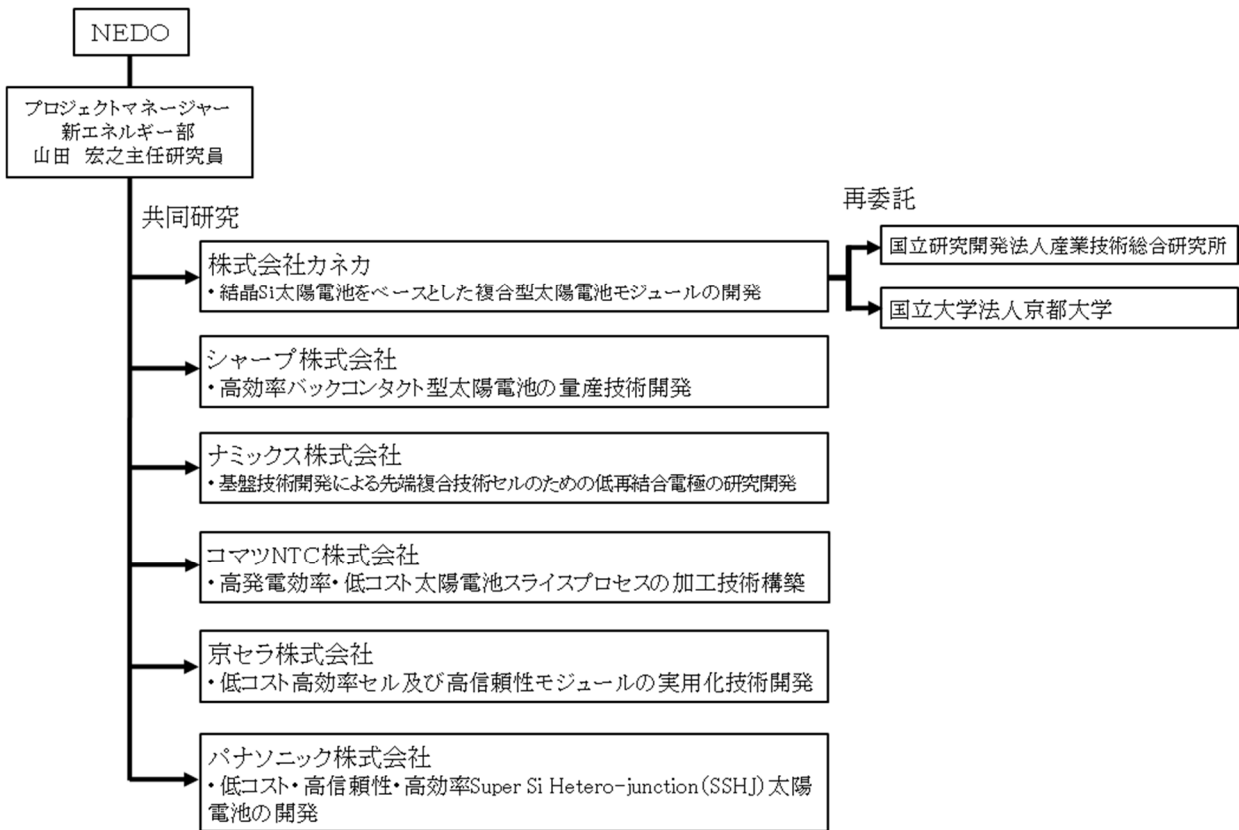 NEDO
プロジェクトマネージャー
新エネルギー部
山田 宏之主任研究員
共同研究
再委託
株式会社カネカ
・結晶Si太陽電池をベースとした複合型太陽電池モジュールの開発
国立研究開発法人産業技術総合研究所
国立大学法人京都大学
シャープ株式会社
・高効率バックコンタクト型太陽電池の量産技術開発
ナミックス株式会社
・基盤技術開発による先端複合技術セルのための低再結合電極の研究開発
コマツNTC株式会社
・高発電効率・低コスト太陽電池スライスプロセスの加工技術構築
京セラ株式会社
・低コスト高効率セル及び高信頼性モジュールの実用化技術開発
パナソニック株式会社
・低コスト・高信頼性・高効率Super Si Hetero-junction(SSHJ)太陽
電池の開発